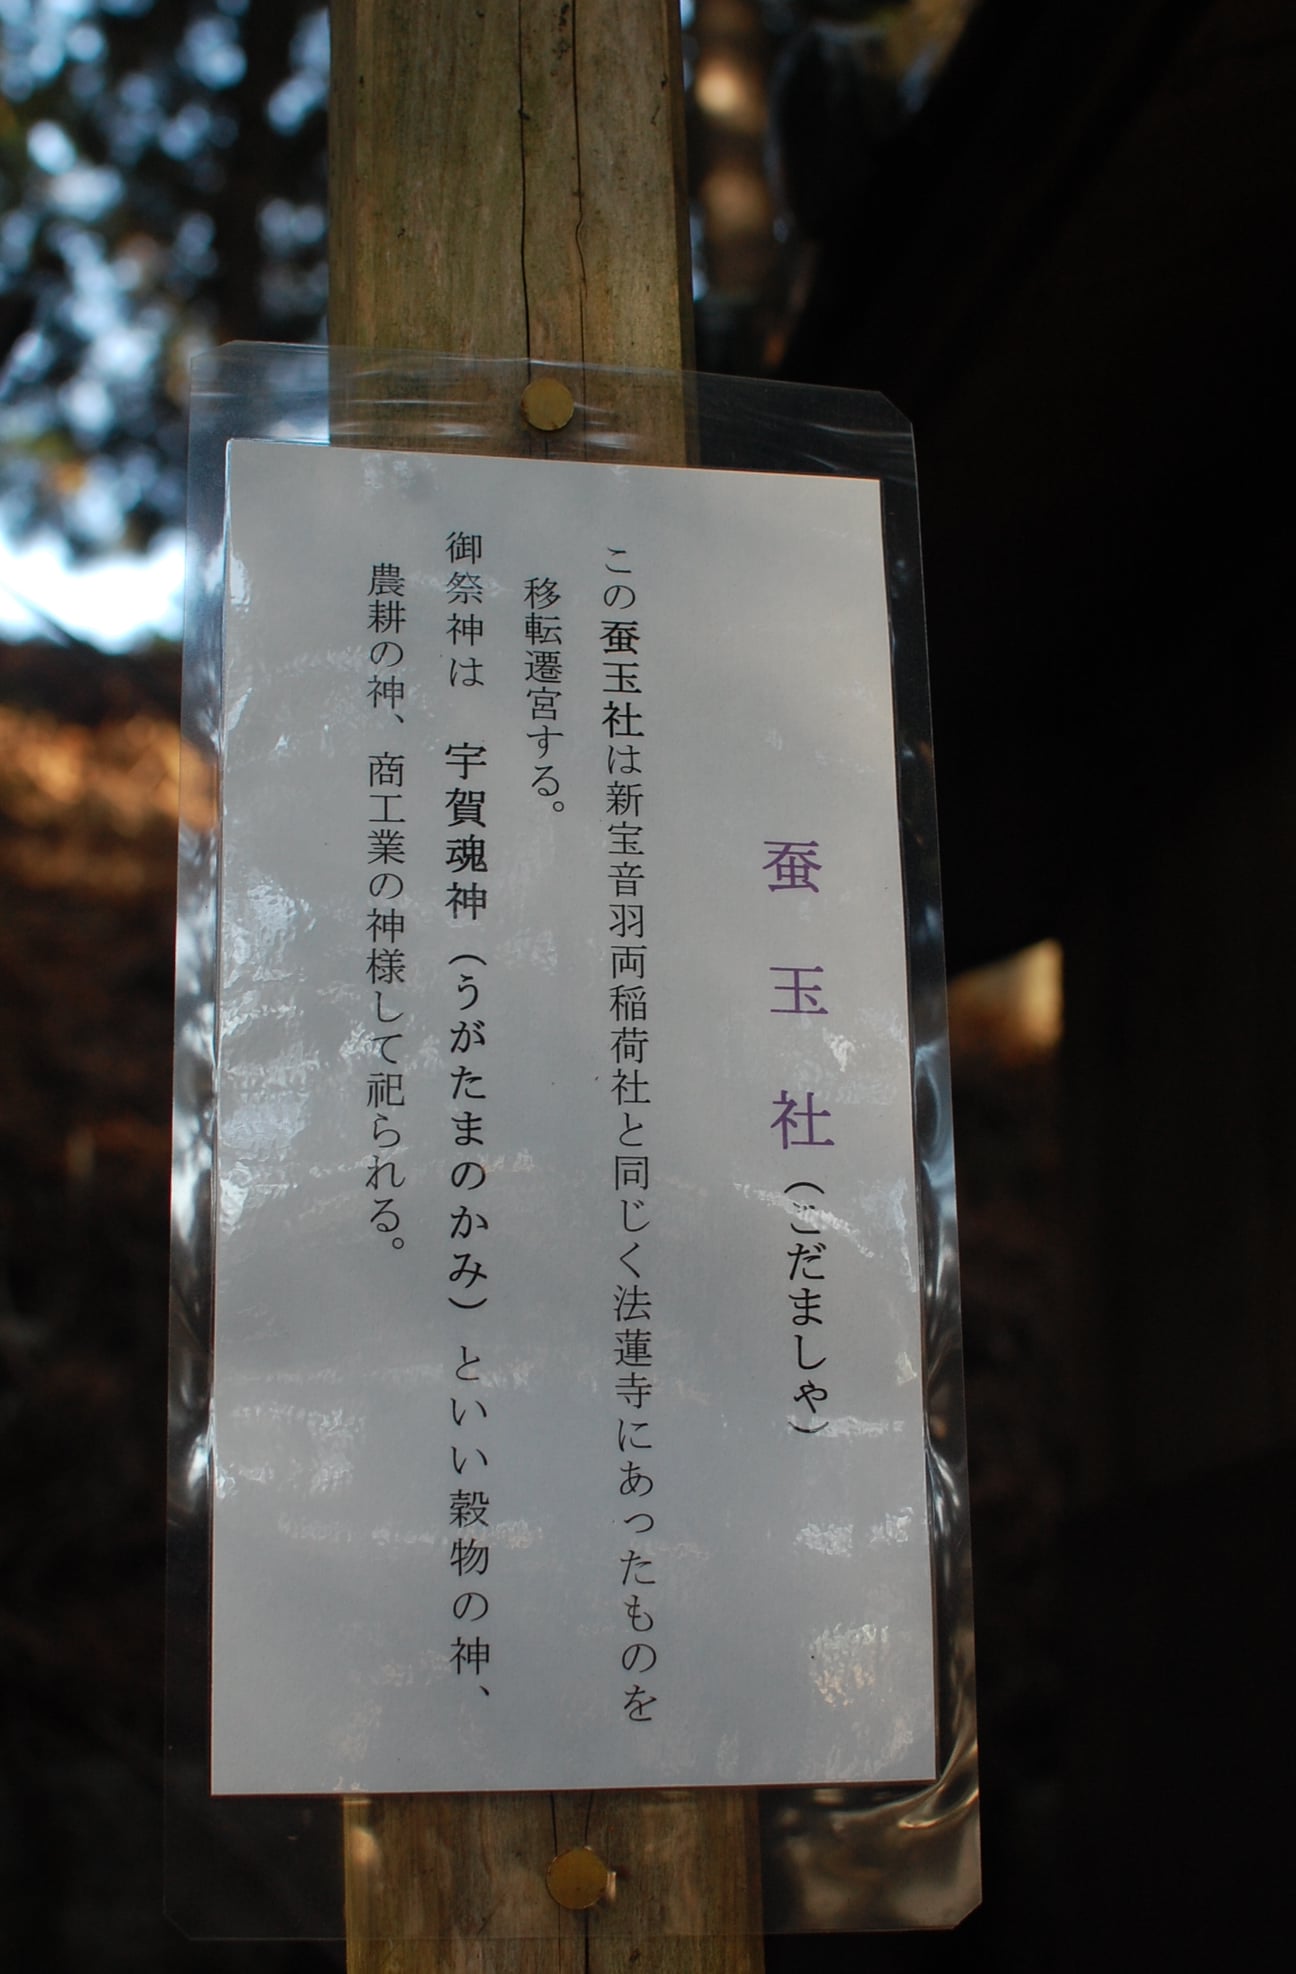 蚕玉社（こだましゃ）
この蚕玉社は新宝音羽両稲荷社と同じく法蓮寺にあったものを
移転遷宮する。
御祭神は　宇賀魂神（うがたまのかみ）といい穀物の神、
農耕の神、商工業の神様して祀られる。